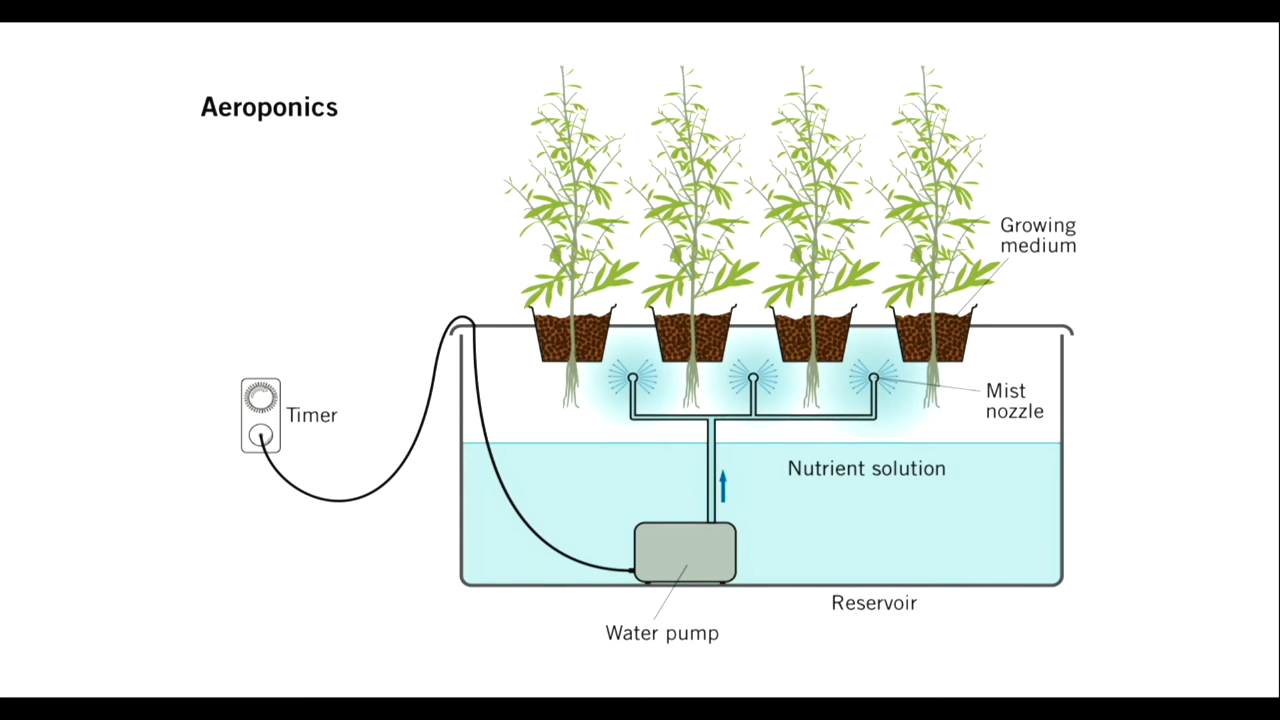 Aeroponics
Growing
medium
Mist
nozzle
Timer
Nutrient solution
Reservoir
Water pump